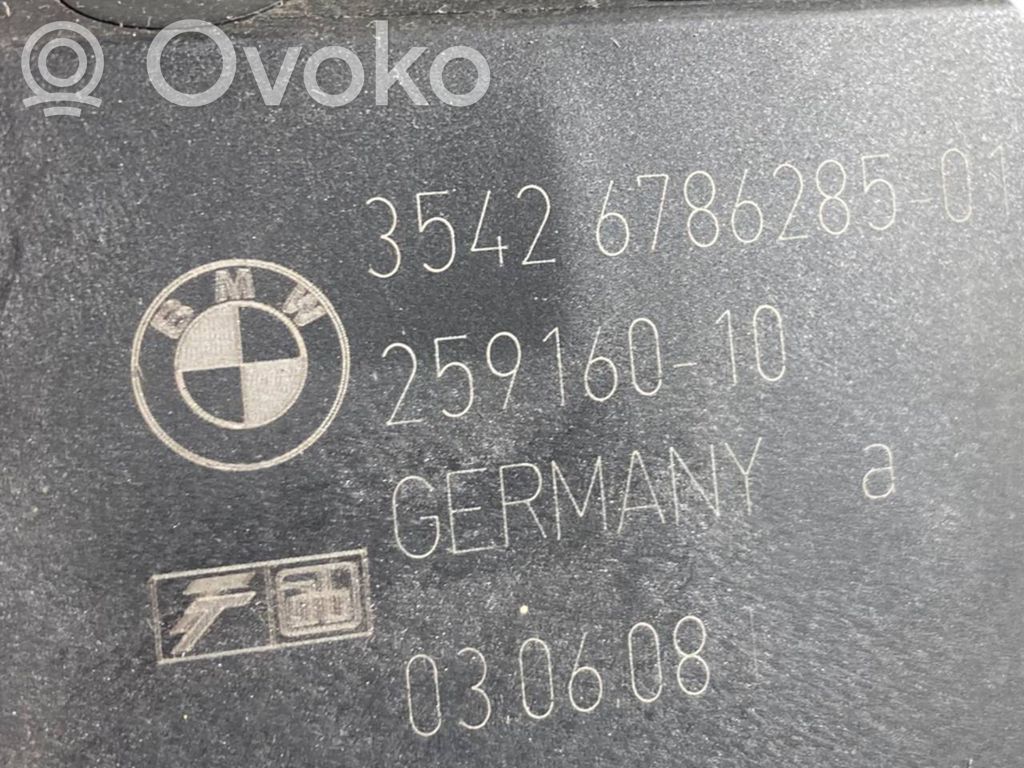 Ovoko
3542 6786285-01
BMW
259160-10
GERMANY a
03.06.08